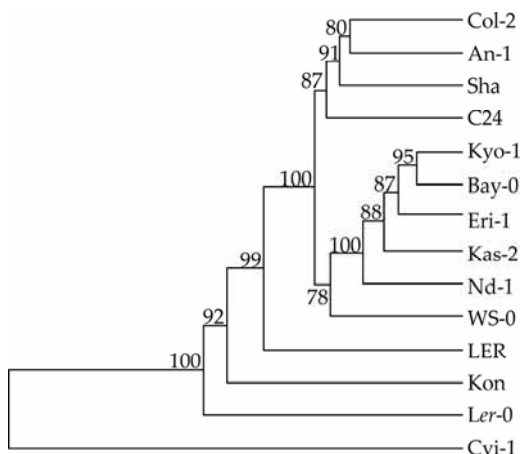 80
Col-2
91
An-1
87
Sha
C24
100
95
Kyo-1
87
Bay-0
88
Eri-1
100
Kas-2
99
78
Nd-1
WS-0
92
LER
100
Kon
Ler-0
Cvi-1